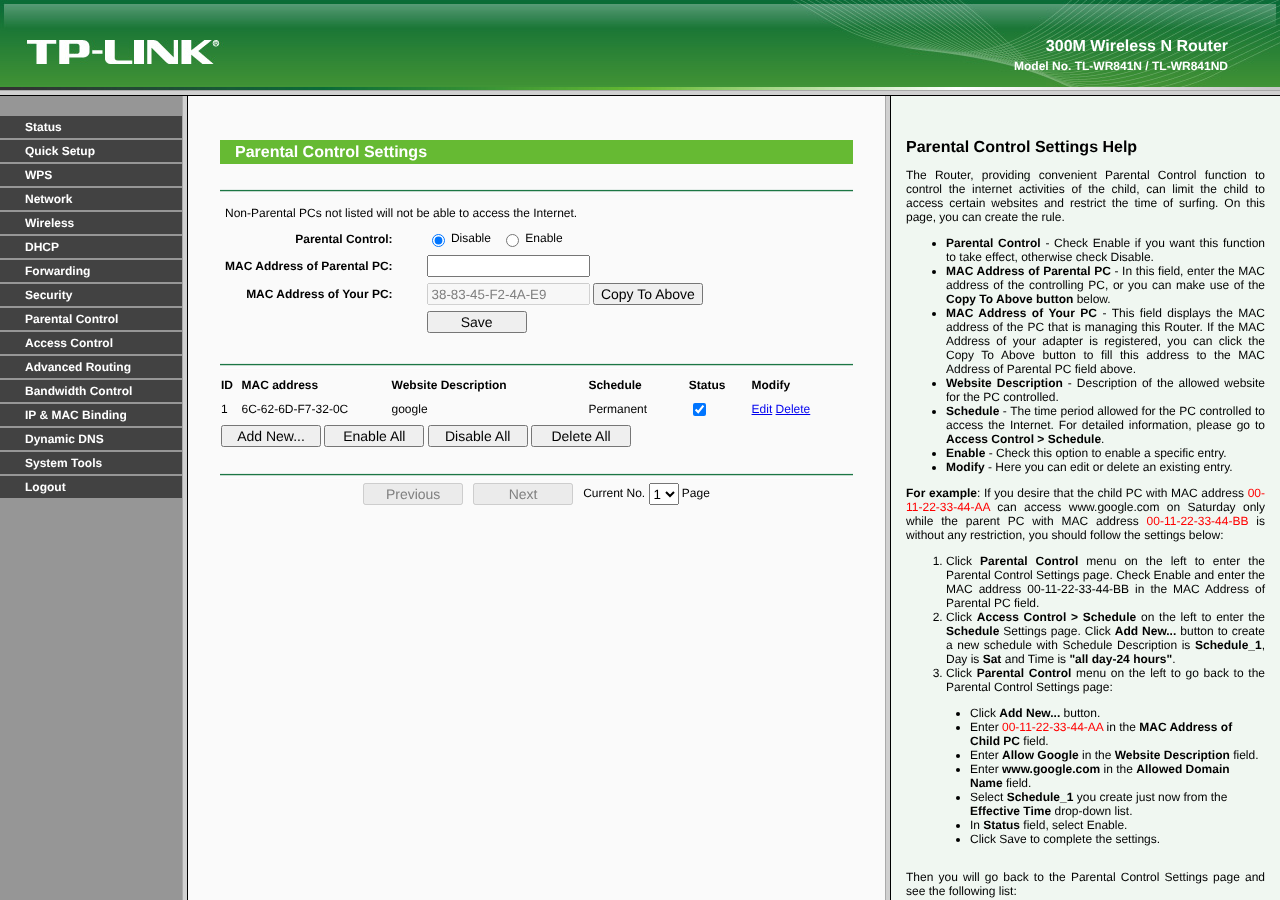 TP-LINK®
300M Wireless N Router
Model No. TL-WR841N / TL-WR841ND
Status
Quick Setup
WPS
Network
Wireless
DHCP
Forwarding
Security
Parental Control
Access Control
Advanced Routing
Bandwidth Control
IP & MAC Binding
Dynamic DNS
System Tools
Logout
Parental Control Settings
Non-Parental PCs not listed will not be able to access the Internet.
Parental Control: Disable Enable
MAC Address of Parental PC:
MAC Address of Your PC: 38-83-45-F2-4A-E9 Copy To Above
Save
ID MAC address Website Description Schedule Status Modify
1 6C-62-6D-F7-32-0C google Permanent Edit Delete
Add New... Enable All Disable All Delete All
Previous Next Current No. 1 Page
Parental Control Settings Help
The Router, providing convenient Parental Control function to
control the internet activities of the child, can limit the child to
access certain websites and restrict the time of surfing. On this
page, you can create the rule.
• Parental Control - Check Enable if you want this function
to take effect, otherwise check Disable.
• MAC Address of Parental PC - In this field, enter the MAC
address of the controlling PC, or you can make use of the
Copy To Above button below.
• MAC Address of Your PC - This field displays the MAC
address of the PC that is managing this Router. If the MAC
Address of your adapter is registered, you can click the
Copy To Above button to fill this address to the MAC
Address of Parental PC field above.
• Website Description - Description of the allowed website
for the PC controlled.
• Schedule - The time period allowed for the PC controlled to
access the Internet. For detailed information, please go to
Access Control > Schedule.
• Enable - Check this option to enable a specific entry.
• Modify - Here you can edit or delete an existing entry.
For example: If you desire that the child PC with MAC address 00-
11-22-33-44-AA can access www.google.com on Saturday only
while the parent PC with MAC address 00-11-22-33-44-BB is
without any restriction, you should follow the settings below:
1. Click Parental Control menu on the left to enter the
Parental Control Settings page. Check Enable and enter the
MAC address 00-11-22-33-44-BB in the MAC Address of
Parental PC field.
2. Click Access Control > Schedule on the left to enter the
Schedule Settings page. Click Add New... button to create
a new schedule with Schedule Description is Schedule_1,
Day is Sat and Time is "all day-24 hours".
3. Click Parental Control menu on the left to go back to the
Parental Control Settings page:
• Click Add New... button.
• Enter 00-11-22-33-44-AA in the MAC Address of
Child PC field.
• Enter Allow Google in the Website Description field.
• Enter www.google.com in the Allowed Domain
Name field.
• Select Schedule_1 you create just now from the
Effective Time drop-down list.
• In Status field, select Enable.
• Click Save to complete the settings.
Then you will go back to the Parental Control Settings page and
see the following list: